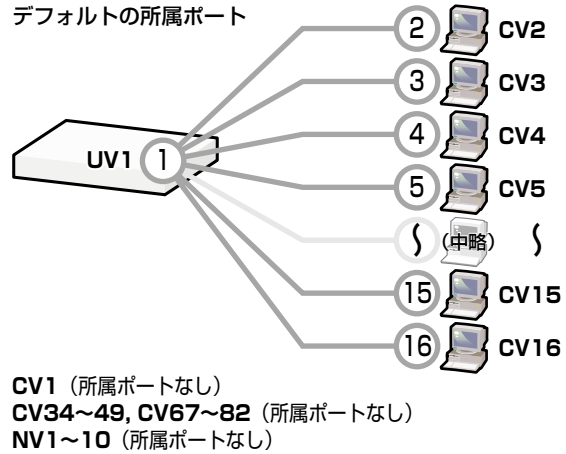 デフォルトの所属ポート
2 CV2
3 CV3
4 CV4
UV1 1
5 CV5
〜 (中略) 〜
15 CV15
16 CV16
CV1（所属ポートなし）
CV34〜49, CV67〜82（所属ポートなし）
NV1〜10（所属ポートなし）